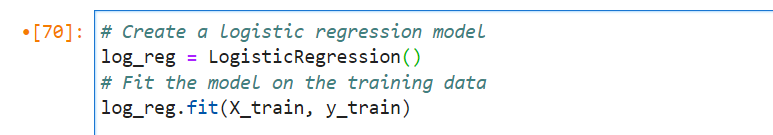 •[70]: # Create a logistic regression model
log_reg = LogisticRegression()
# Fit the model on the training data
log_reg.fit(X_train, y_train)